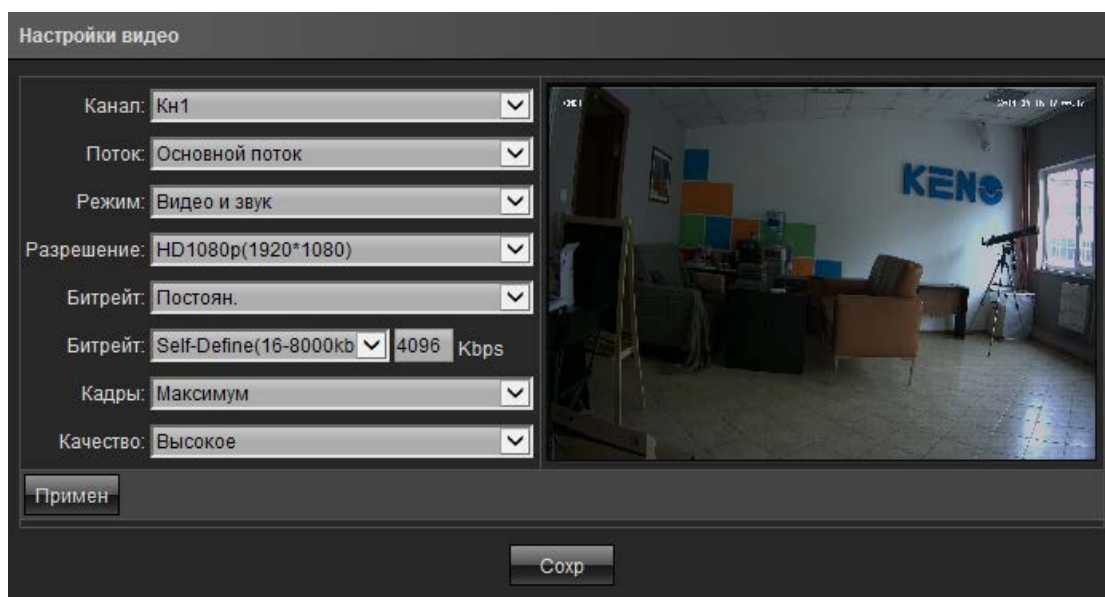 Настройки видео
Канал: Кн1
Поток: Основной поток
Режим: Видео и звук
Разрешение: HD1080p(1920*1080)
Битрейт: Постоян.
Битрейт: Self-Define(16-8000kb 4096 Kbps
Кадры: Максимум
Качество: Высокое
KENO
Примен
Сохр